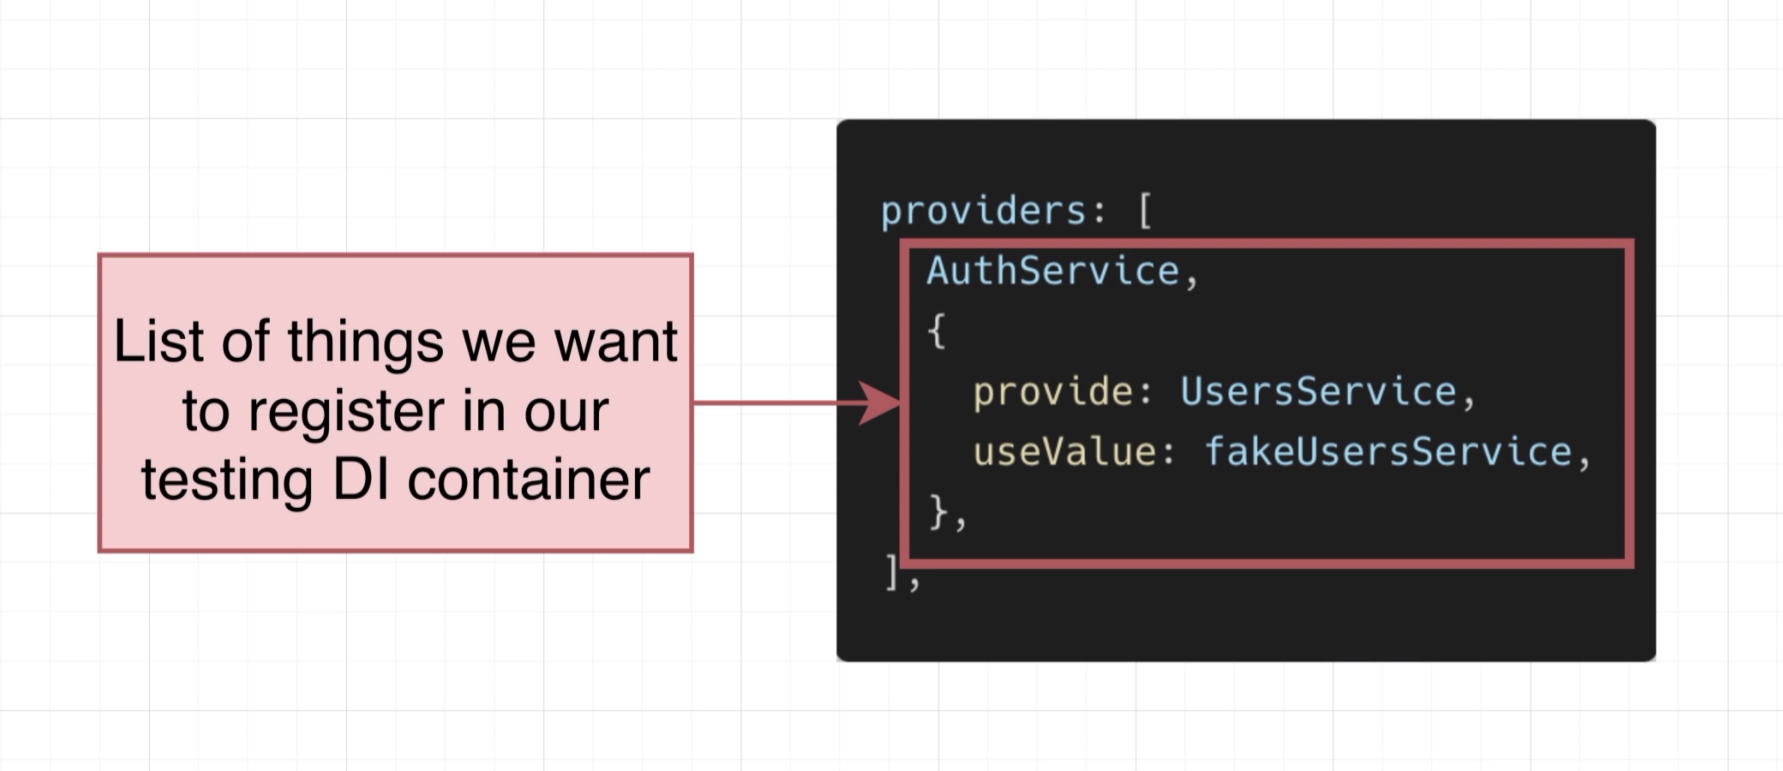 List of things we want
to register in our
testing DI container
providers: [
AuthService,
{
provide: UsersService,
useValue: fakeUsersService,
},
],